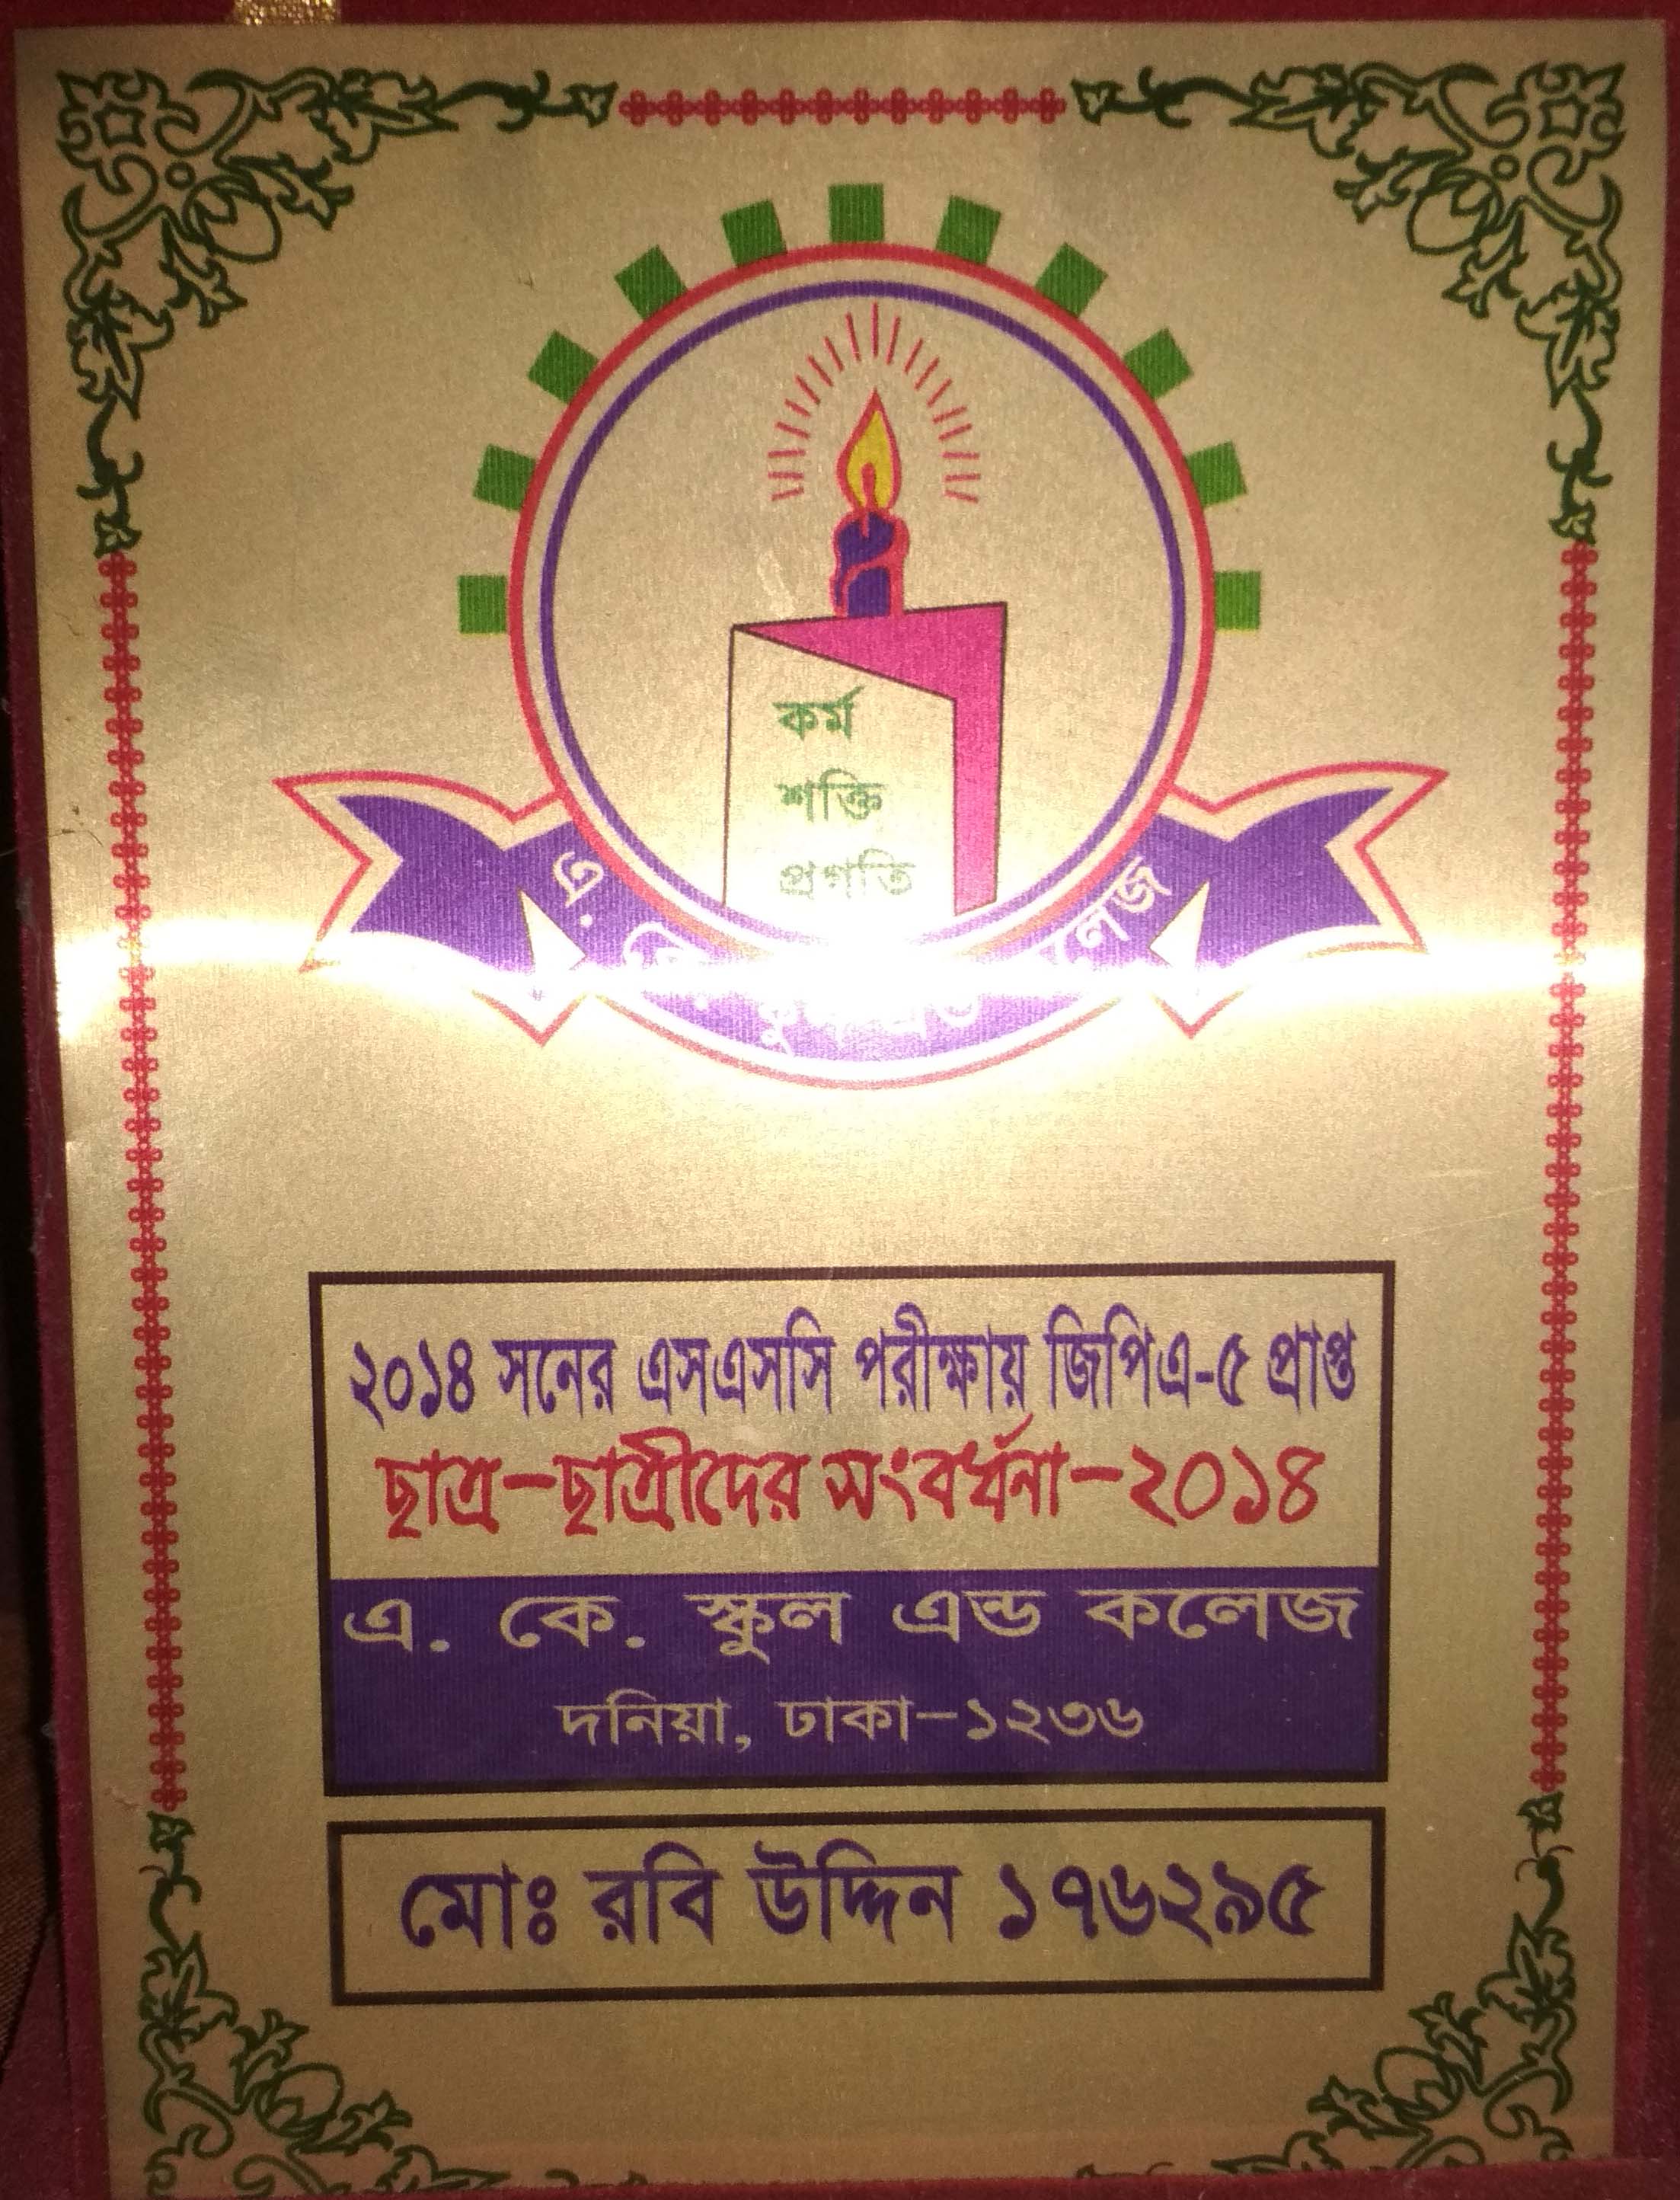 কর্ম
শক্তি
প্রগতি
২০১৪ সনের এসএসসি পরীক্ষায় জিপিএ-৫ প্রাপ্ত
ছাত্র-ছাত্রীদের সংবর্ধনা-২০১৪
এ. কে. স্কুল এন্ড কলেজ
দনিয়া, ঢাকা-১২৩৬
মোঃ রবি উদ্দিন ১৭৬২৯৫